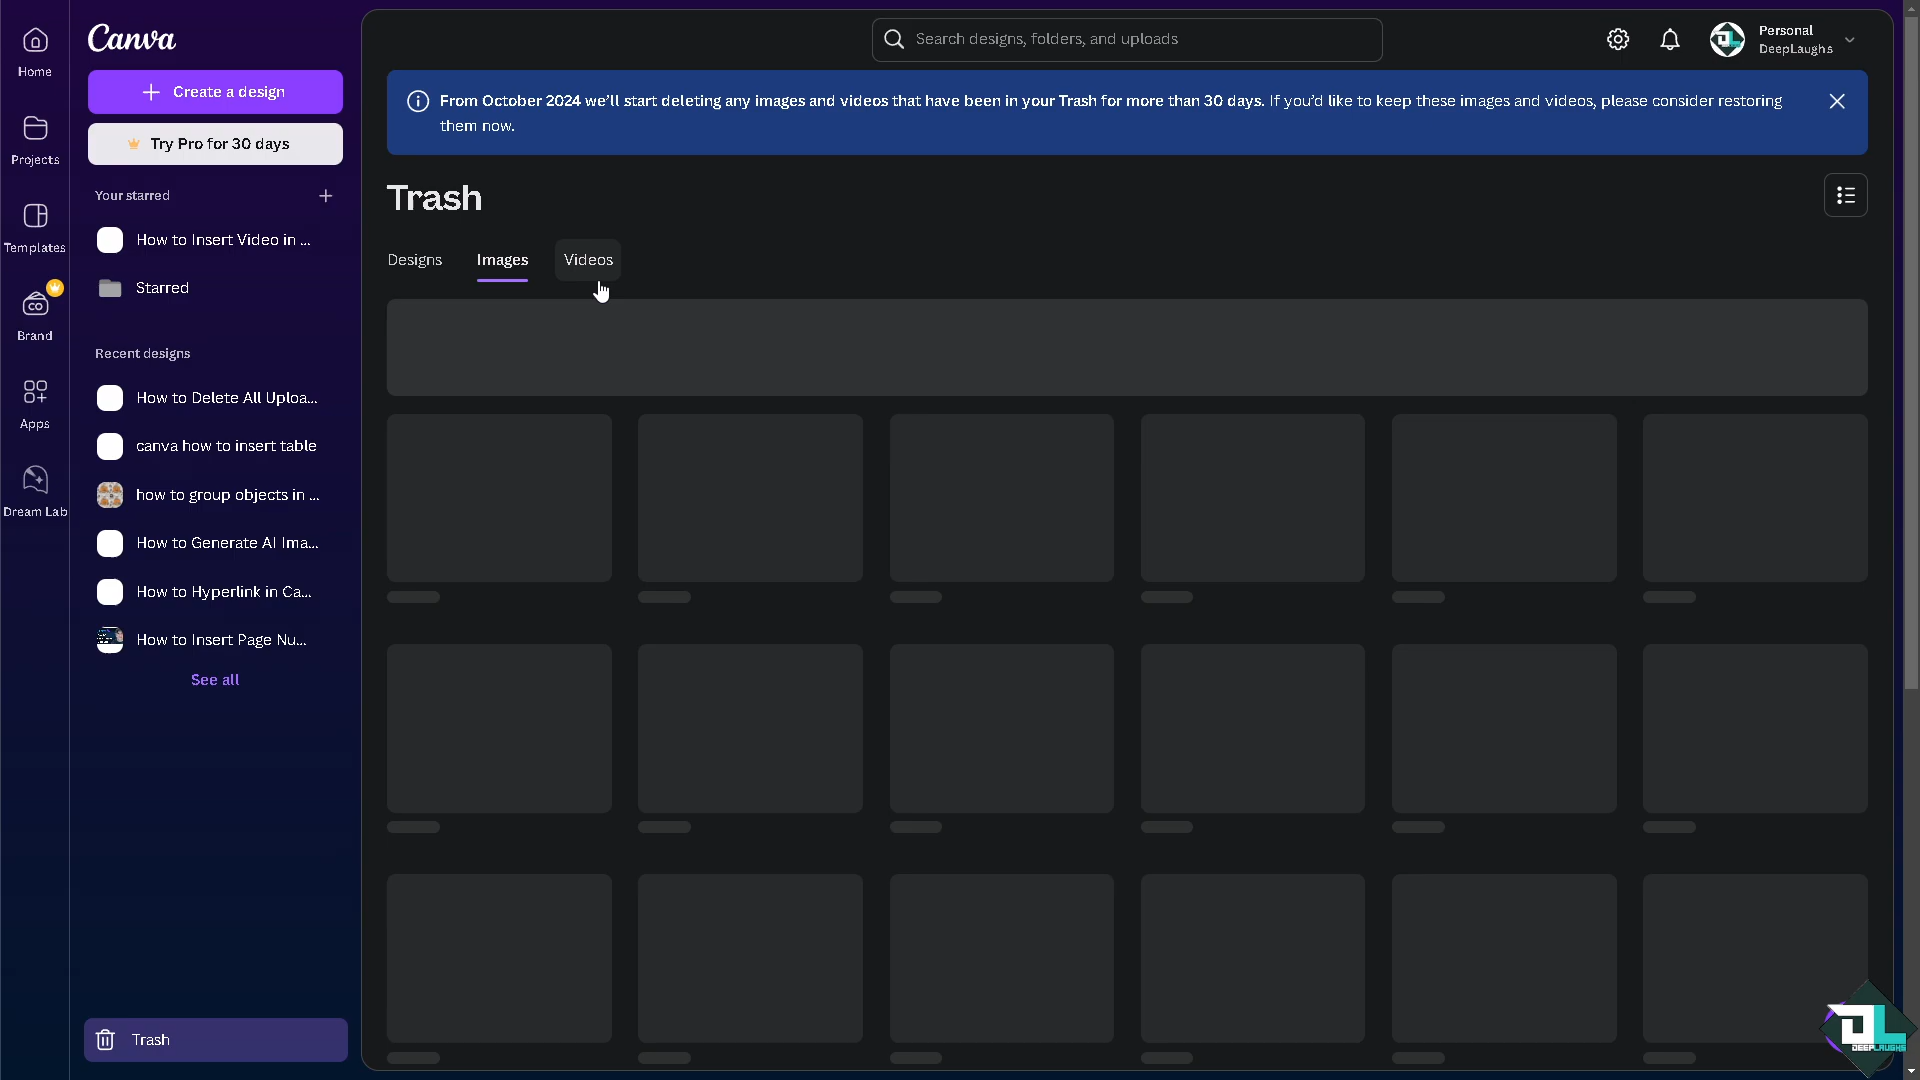 Canva
Search designs, folders, and uploads
Personal
DeepLaughs
Home
Create a design
Try Pro for 30 days
Projects
Your starred
Templates
How to Insert Video in ...
Starred
Brand
Recent designs
How to Delete All Uploa...
Apps
canva how to insert table
how to group objects in ...
Dream Lab
How to Generate AI Ima...
How to Hyperlink in Ca...
How to Insert Page Nu...
See all
Trash
From October 2024 we'll start deleting any images and videos that have been in your Trash for more than 30 days. If you'd like to keep these images and videos, please consider restoring
them now.
Trash
Designs
Images
Videos
DL
DEEPLAUGHS